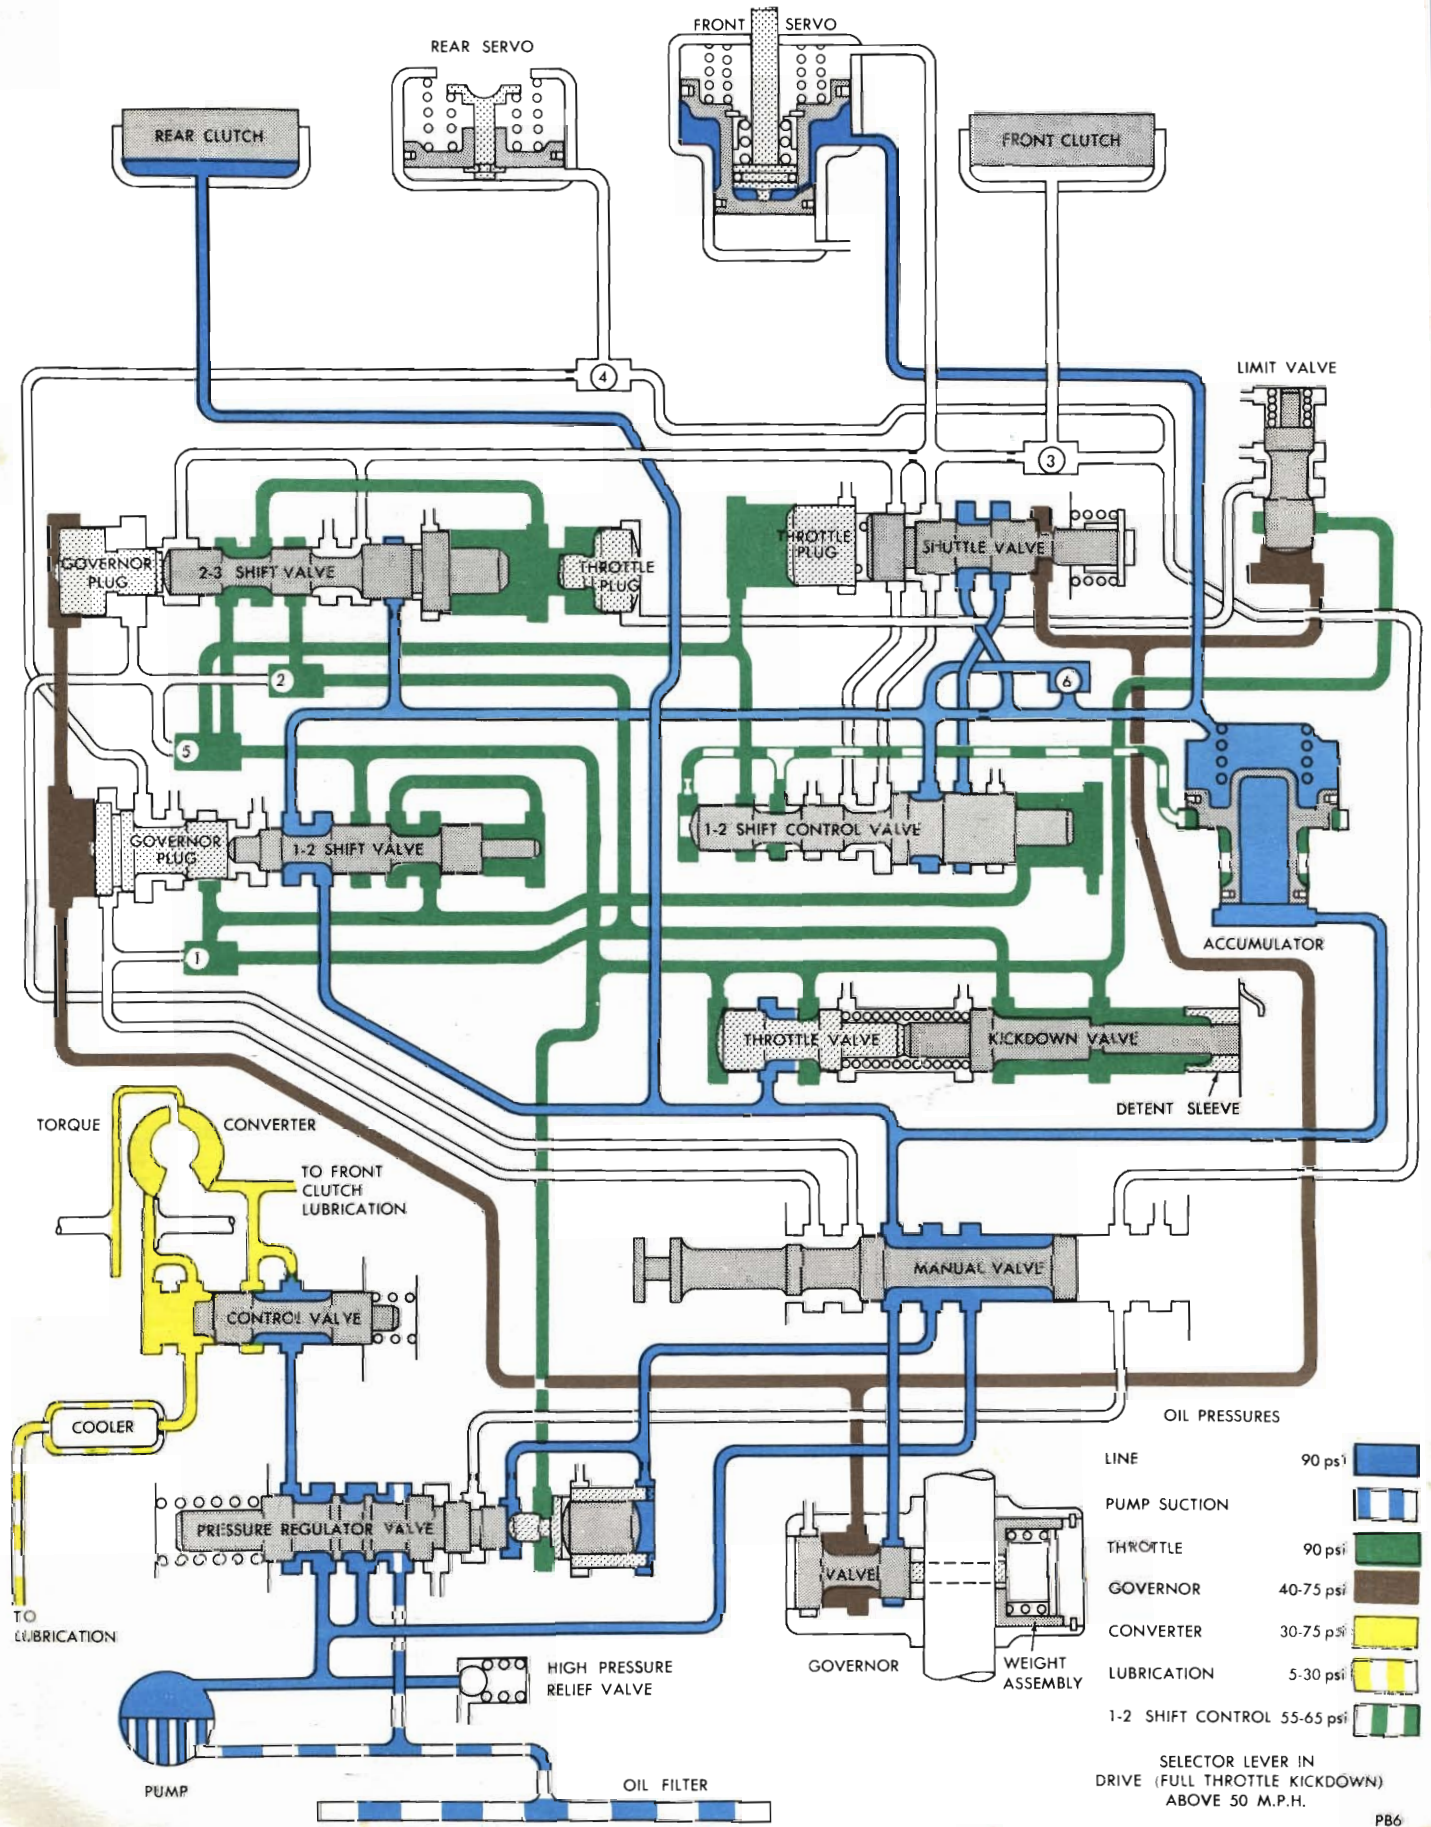 FRONT SERVO
REAR SERVO
REAR CLUTCH
FRONT CLUTCH
LIMIT VALVE
4
3
GOVERNOR
PLUG
2-3 SHIFT VALVE
THROTTLE
PLUG
THROTTLE
PLUG
SHUTTLE VALVE
2
6
5
GOVERNOR
PLUG
1-2 SHIFT VALVE
1-2 SHIFT CONTROL VALVE
ACCUMULATOR
1
THROTTLE VALVE
KICKDOWN VALVE
DETENT SLEEVE
TORQUE CONVERTER
TO FRONT
CLUTCH
LUBRICATION
MANUAL VALVE
CONTROL VALVE
COOLER
OIL PRESSURES
LINE 90 psi
PUMP SUCTION
THROTTLE 90 psi
GOVERNOR 40-75 psi
CONVERTER 30-75 psi
LUBRICATION 5-30 psi
1-2 SHIFT CONTROL 55-65 psi
PRESSURE REGULATOR VALVE
VALVE
TO
LUBRICATION
GOVERNOR
WEIGHT
ASSEMBLY
HIGH PRESSURE
RELIEF VALVE
PUMP
OIL FILTER
SELECTOR LEVER IN
DRIVE (FULL THROTTLE KICKDOWN)
ABOVE 50 M.P.H.
PB6